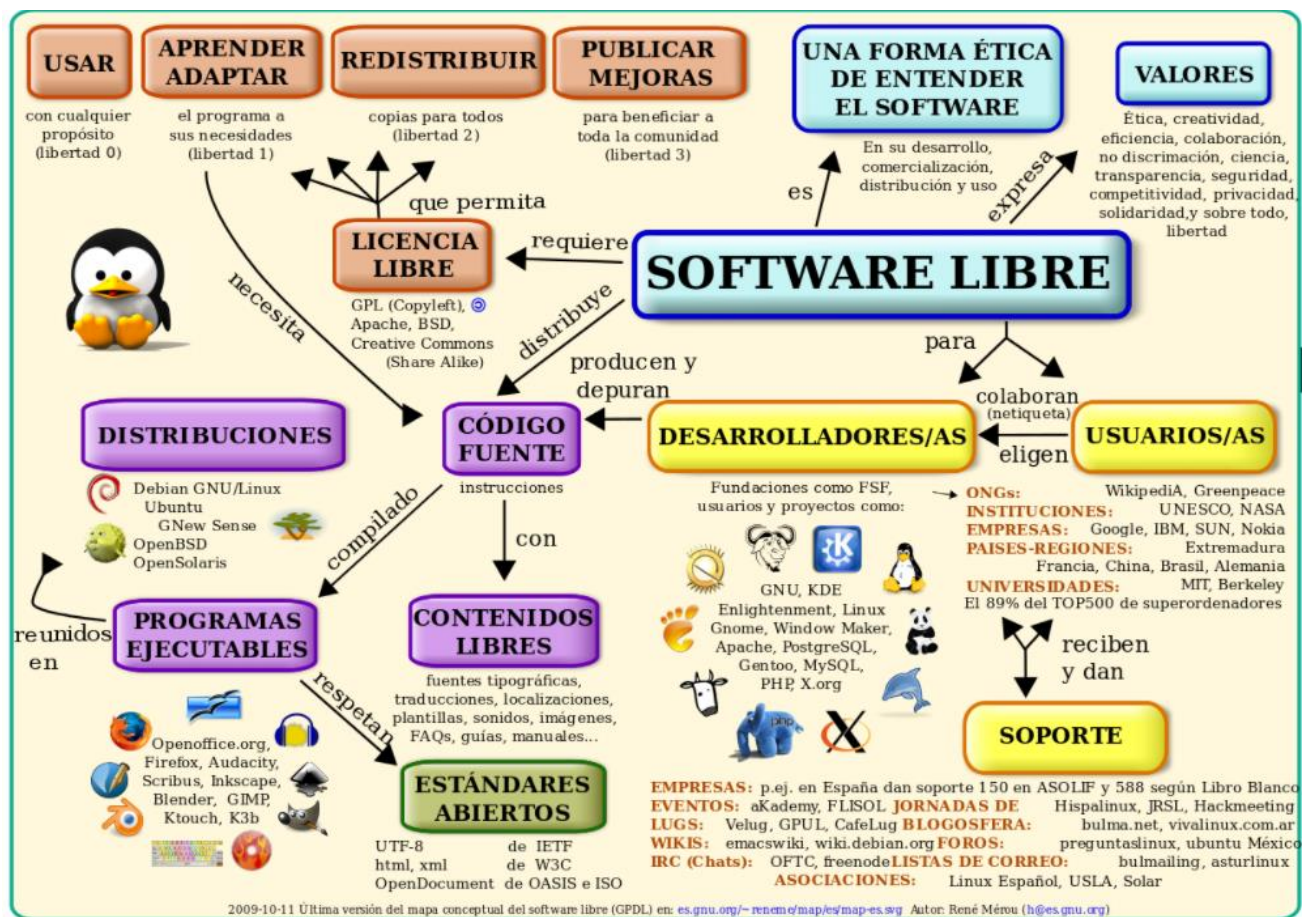 USAR
con cualquier
propósito
(libertad 0)
APRENDER
ADAPTAR
el programa a
sus necesidades
(libertad 1)
REDISTRIBUIR
copias para todos
(libertad 2)
PUBLICAR
MEJORAS
para beneficiar a
toda la comunidad
(libertad 3)
UNA FORMA ÉTICA
DE ENTENDER
EL SOFTWARE
En su desarrollo,
comercialización,
distribución y uso
VALORES
Ética, creatividad,
eficiencia, colaboración,
no discrimación, ciencia,
transparencia, seguridad,
competitividad, privacidad,
solidaridad,y sobre todo,
libertad
es
expresa
que permita
LICENCIA
LIBRE
GPL (Copyleft),
Apache, BSD,
Creative Commons
(Share Alike)
requiere
SOFTWARE LIBRE
necesita
distribuye
para
producen y
depuran
colaboran
(netiqueta)
eligen
DISTRIBUCIONES
Debian GNU/Linux
Ubuntu
GNew Sense
OpenBSD
OpenSolaris
CÓDIGO
FUENTE
instrucciones
DESARROLLADORES/AS
Fundaciones como FSF,
usuarios y proyectos como:
GNU, KDE
Enlightenment, Linux
Gnome, Window Maker,
Apache, PostgreSQL,
Gentoo, MySQL,
PHP, X.org
php
USUARIOS/AS
ONGs: WikipediA, Greenpeace
INSTITUCIONES: UNESCO, NASA
EMPRESAS: Google, IBM, SUN, Nokia
PAISES-REGIONES: Extremadura
Francia, China, Brasil, Alemania
UNIVERSIDADES: MIT, Berkeley
El 89% del TOP500 de superordenadores
compilado
con
reunidos
en
PROGRAMAS
EJECUTABLES
Openoffice.org,
Firefox, Audacity,
Scribus, Inkscape,
Blender, GIMP,
Ktouch, K3b
respetan
CONTENIDOS
LIBRES
fuentes tipográficas,
traducciones, localizaciones,
plantillas, sonidos, imágenes,
FAQs, guías, manuales...
ESTÁNDARES
ABIERTOS
UTF-8 de IETF
html, xml de W3C
OpenDocument de OASIS e ISO
reciben
y dan
SOPORTE
EMPRESAS: p.ej. en España dan soporte 150 en ASOLIF y 588 según Libro Blanco
EVENTOS: aKademy, FLISOL JORNADAS DE Hispalinux, JRSL, Hackmeeting
LUGS: Velug, GPUL, CafeLug BLOGOSFERA: bulma.net, vivalinux.com.ar
WIKIS: emacswiki, wiki.debian.org FOROS: preguntaslinux, ubuntu México
IRC (Chats): OFTC, freenode LISTAS DE CORREO: bulmailing, asturlinux
ASOCIACIONES: Linux Español, USLA, Solar
2009-10-11 Última versión del mapa conceptual del software libre (GPDL) en: es.gnu.org/~reneme/map/es/map-es.svg Autor: René Mérou (h@es.gnu.org)